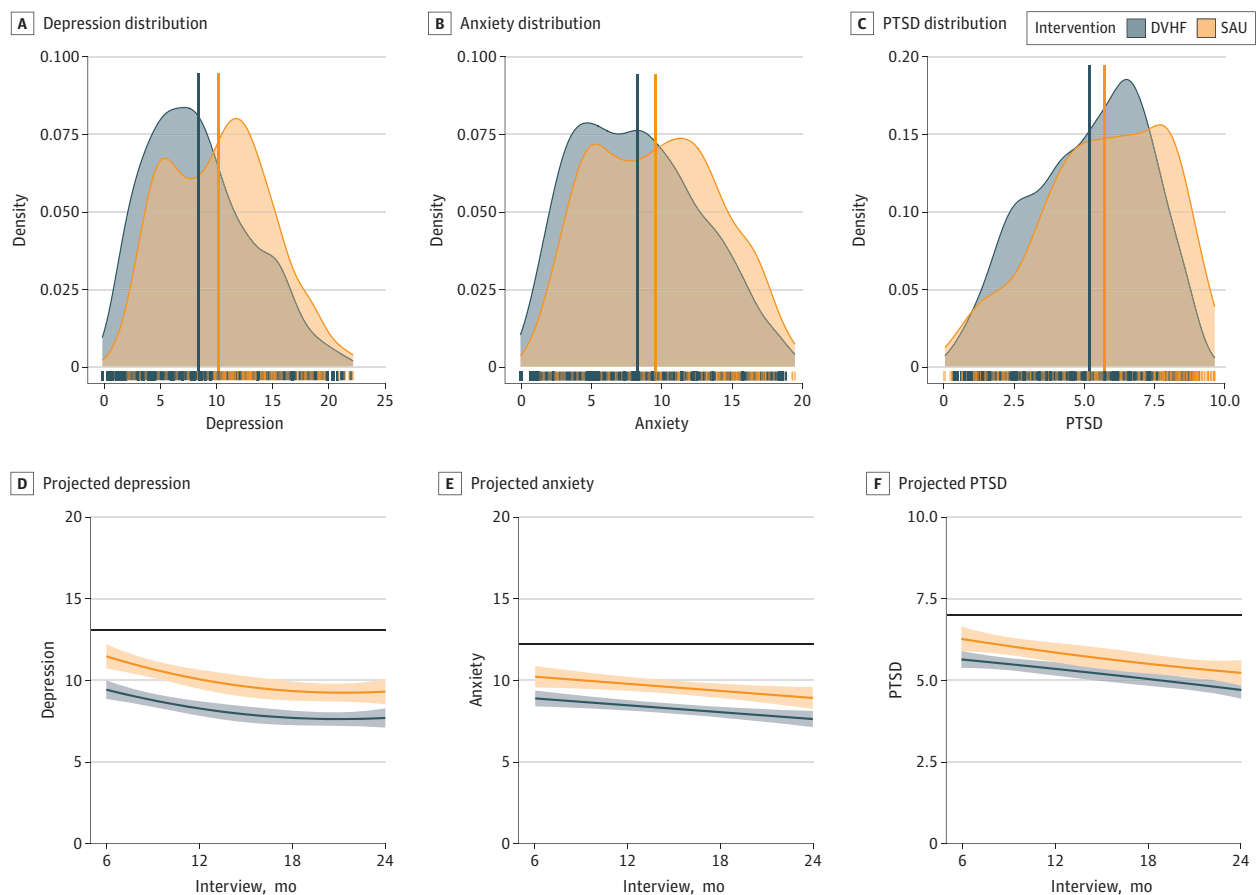 A Depression distribution
0.100
0.075
0.050
0.025
0
Density
0 5 10 15 20 25
Depression
B Anxiety distribution
0.100
0.075
0.050
0.025
0
Density
0 5 10 15 20
Anxiety
C PTSD distribution
Intervention DVHF SAU
0.20
0.15
0.10
0.05
0
Density
0 2.5 5.0 7.5 10.0
PTSD
D Projected depression
20
15
10
5
0
Depression
6 12 18 24
Interview, mo
E Projected anxiety
20
15
10
5
0
Anxiety
6 12 18 24
Interview, mo
F Projected PTSD
10.0
7.5
5.0
2.5
0
PTSD
6 12 18 24
Interview, mo